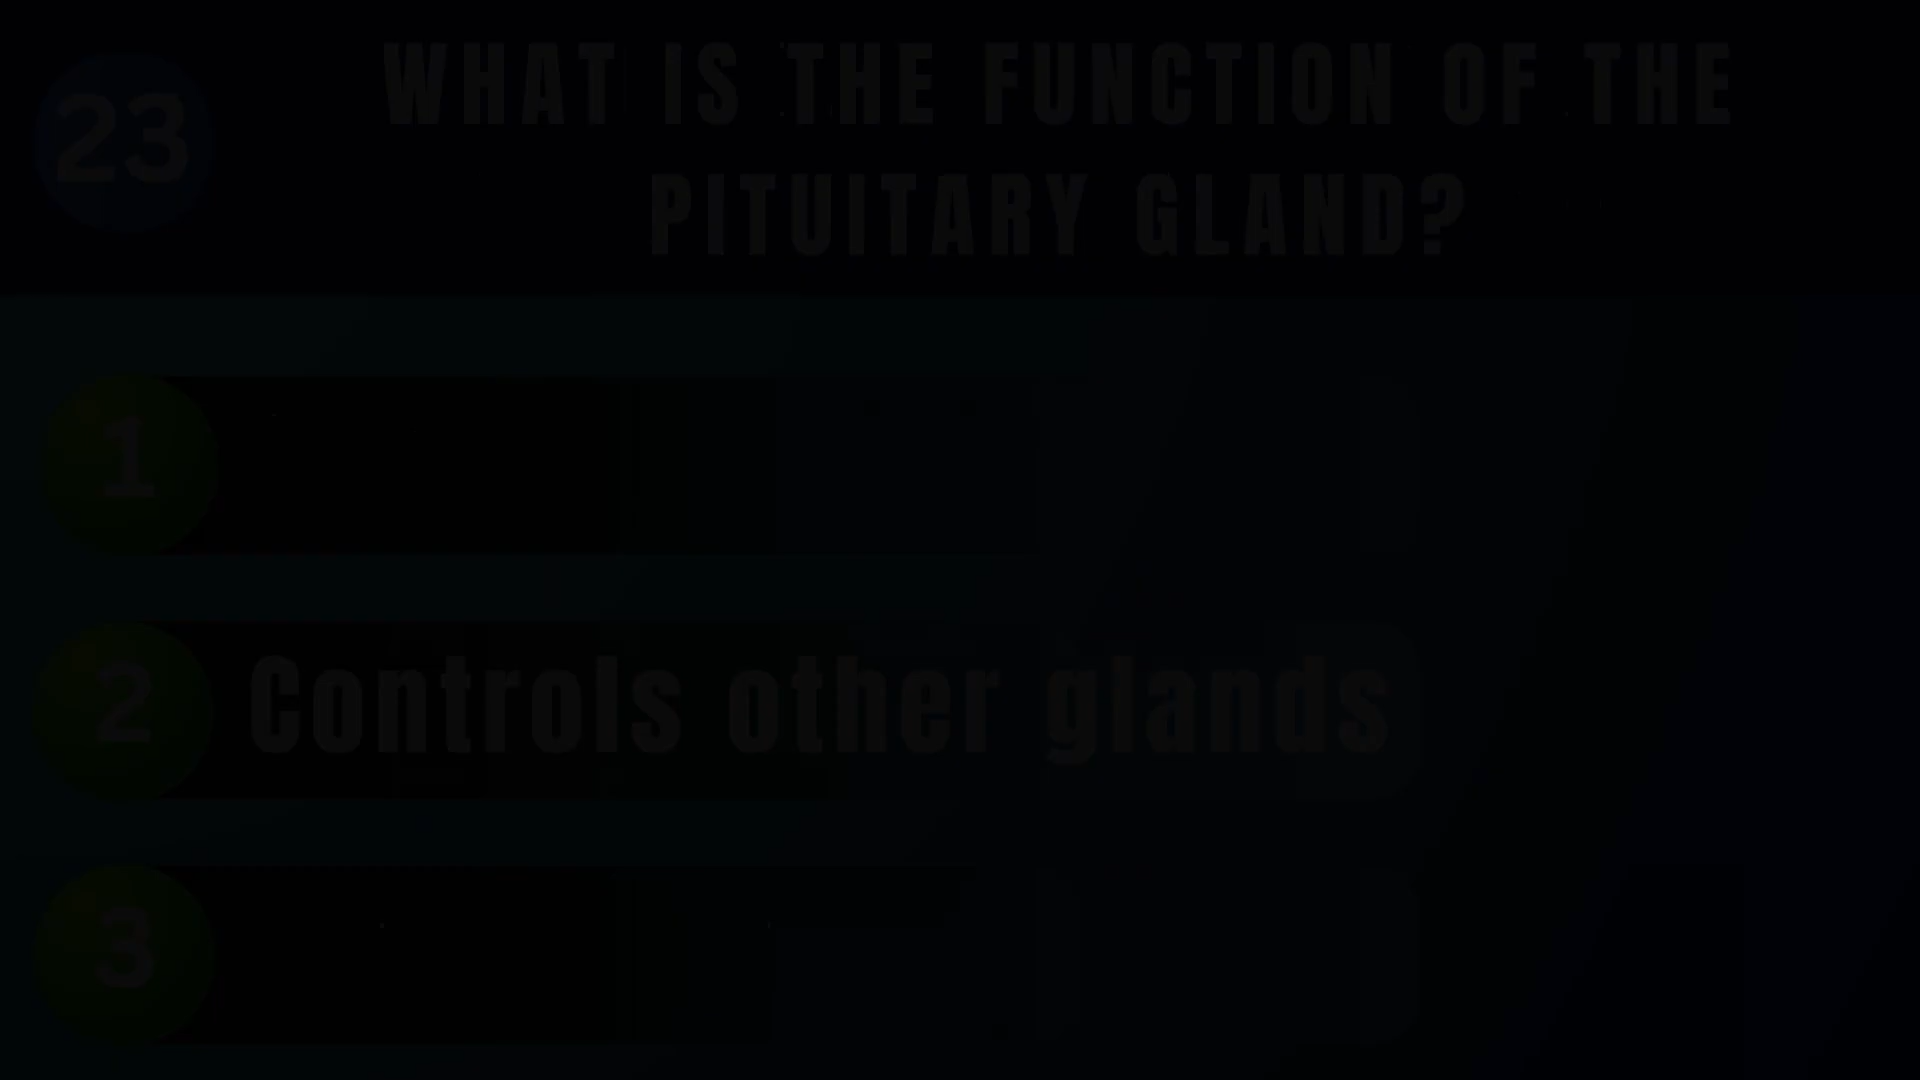 23
WHAT IS THE FUNCTION OF THE
PITUITARY GLAND?
1
2
Controls other glands
3